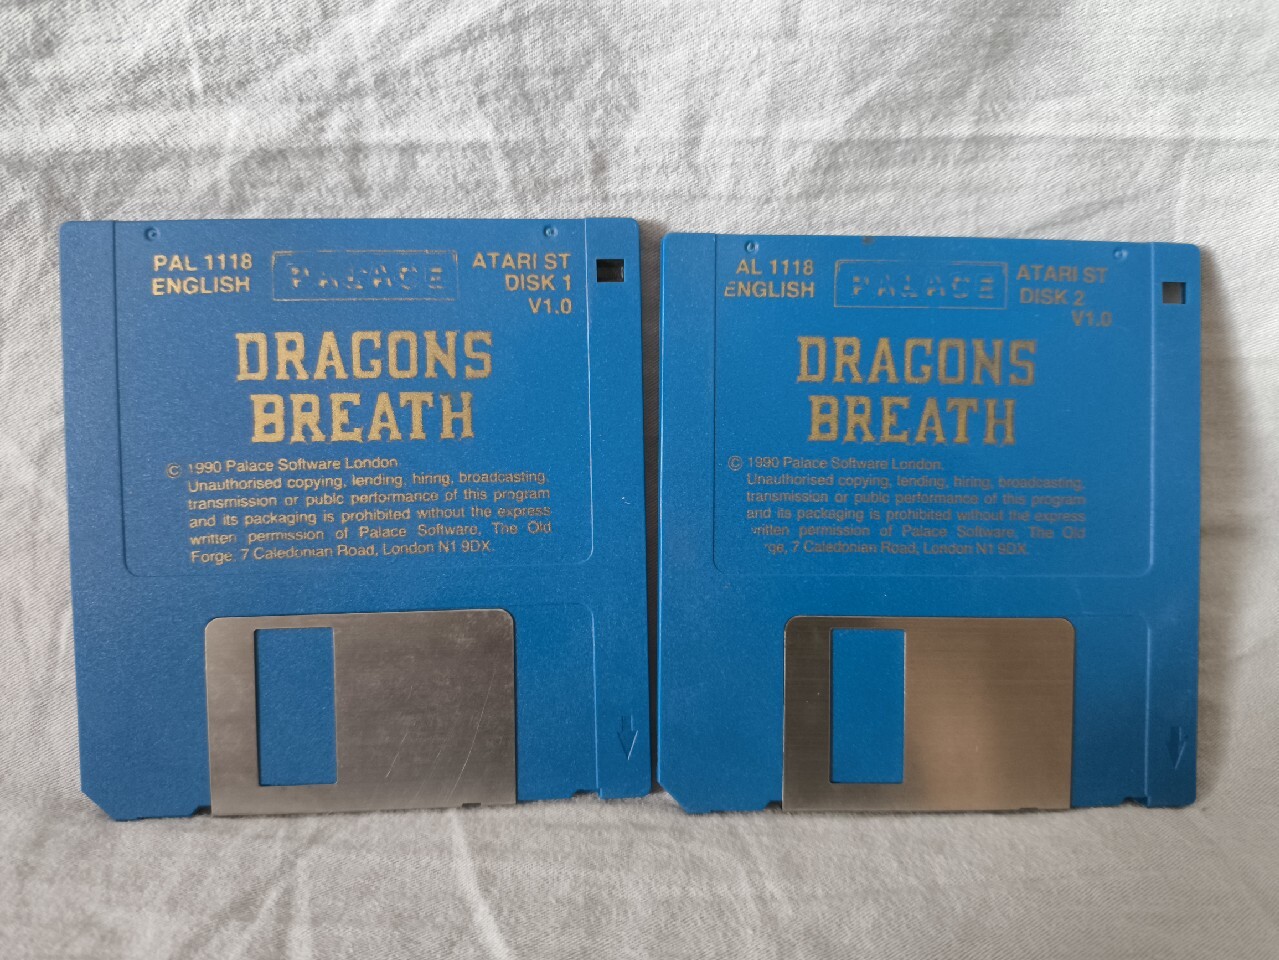 PAL 1118
ENGLISH
PALACE
ATARI ST
DISK 1
V1.0
DRAGONS
BREATH
© 1990 Palace Software London
Unauthorised copying, lending, hiring, broadcasting,
transmission or public performance of this program
and its packaging is prohibited without the express
written permission of Palace Software, The Old
Forge, 7 Caledonian Road, London N1 9DX.
AL 1118
ENGLISH
PALACE
ATARI ST
DISK 2
V1.0
DRAGONS
BREATH
© 1990 Palace Software London.
Unauthorised copying, lending, hiring, broadcasting,
transmission or public performance of this program
and its packaging is prohibited without the express
written permission of Palace Software, The Old
rge, 7 Caledonian Road, London N1 9DX.